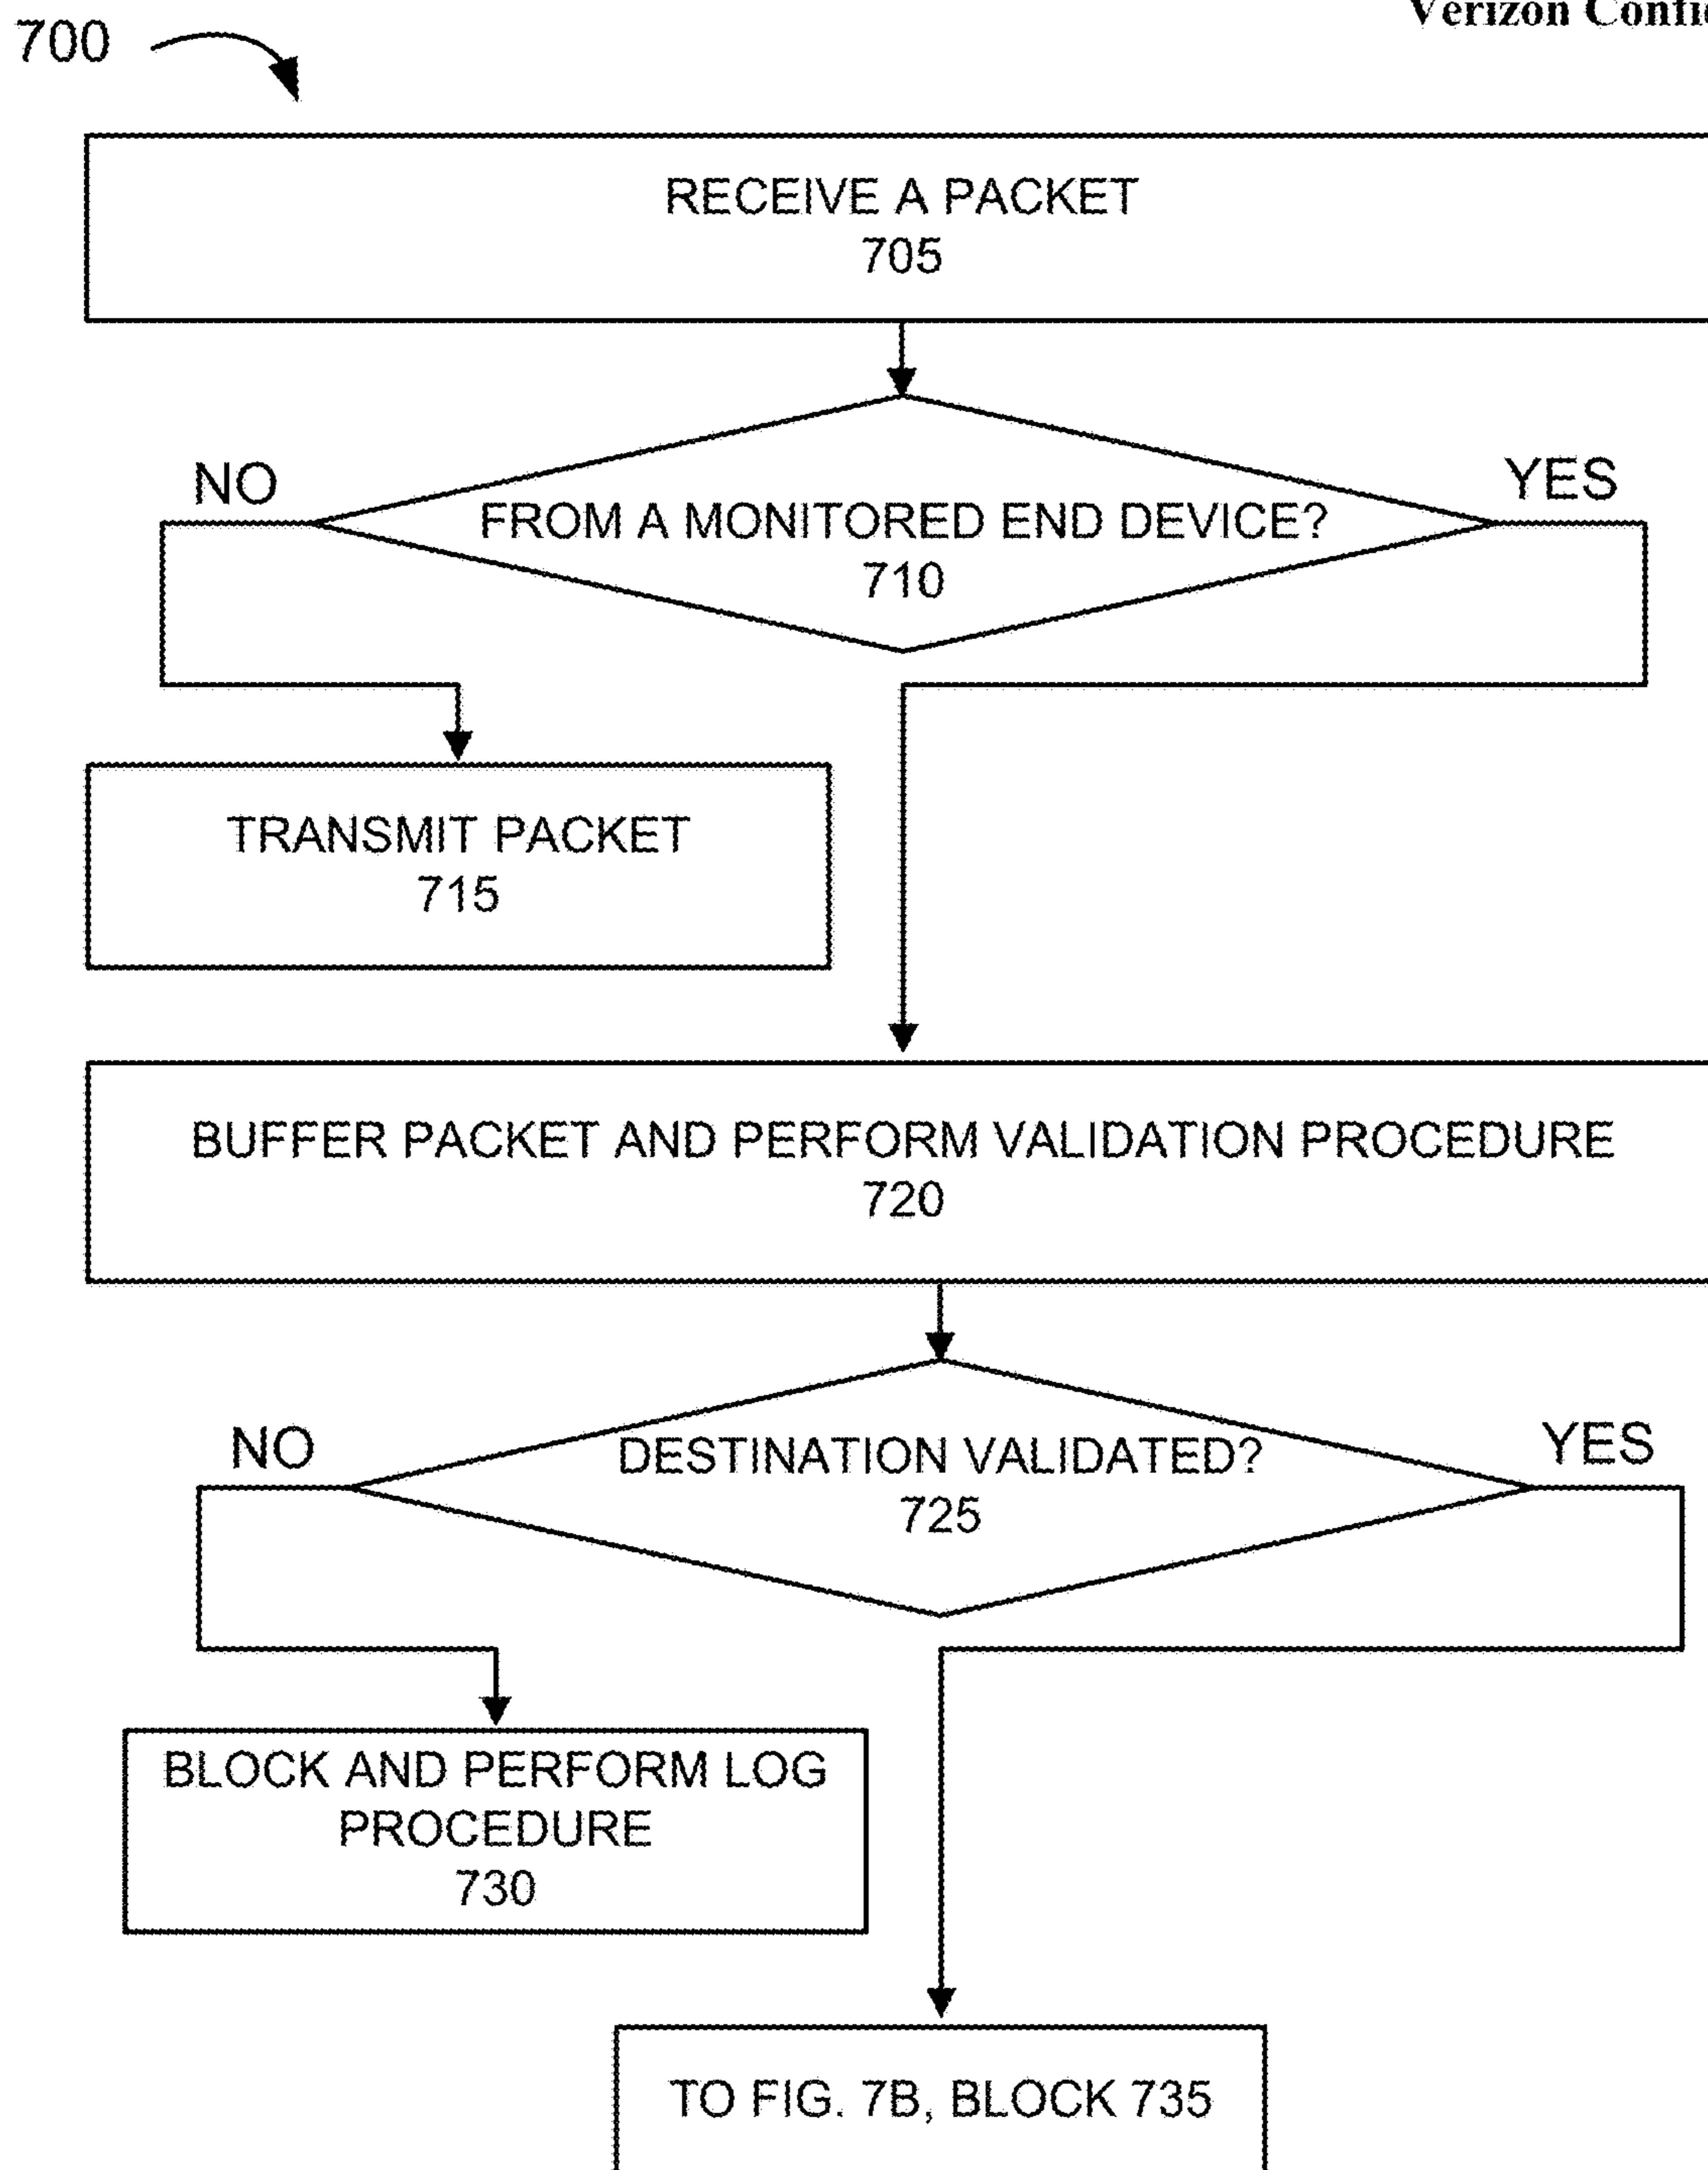 Verizon
700
RECEIVE A PACKET
705
NO
YES
FROM A MONITORED END DEVICE?
710
TRANSMIT PACKET
715
BUFFER PACKET AND PERFORM VALIDATION PROCEDURE
720
NO
YES
DESTINATION VALIDATED?
725
BLOCK AND PERFORM LOG
PROCEDURE
730
TO FIG. 7B, BLOCK 735